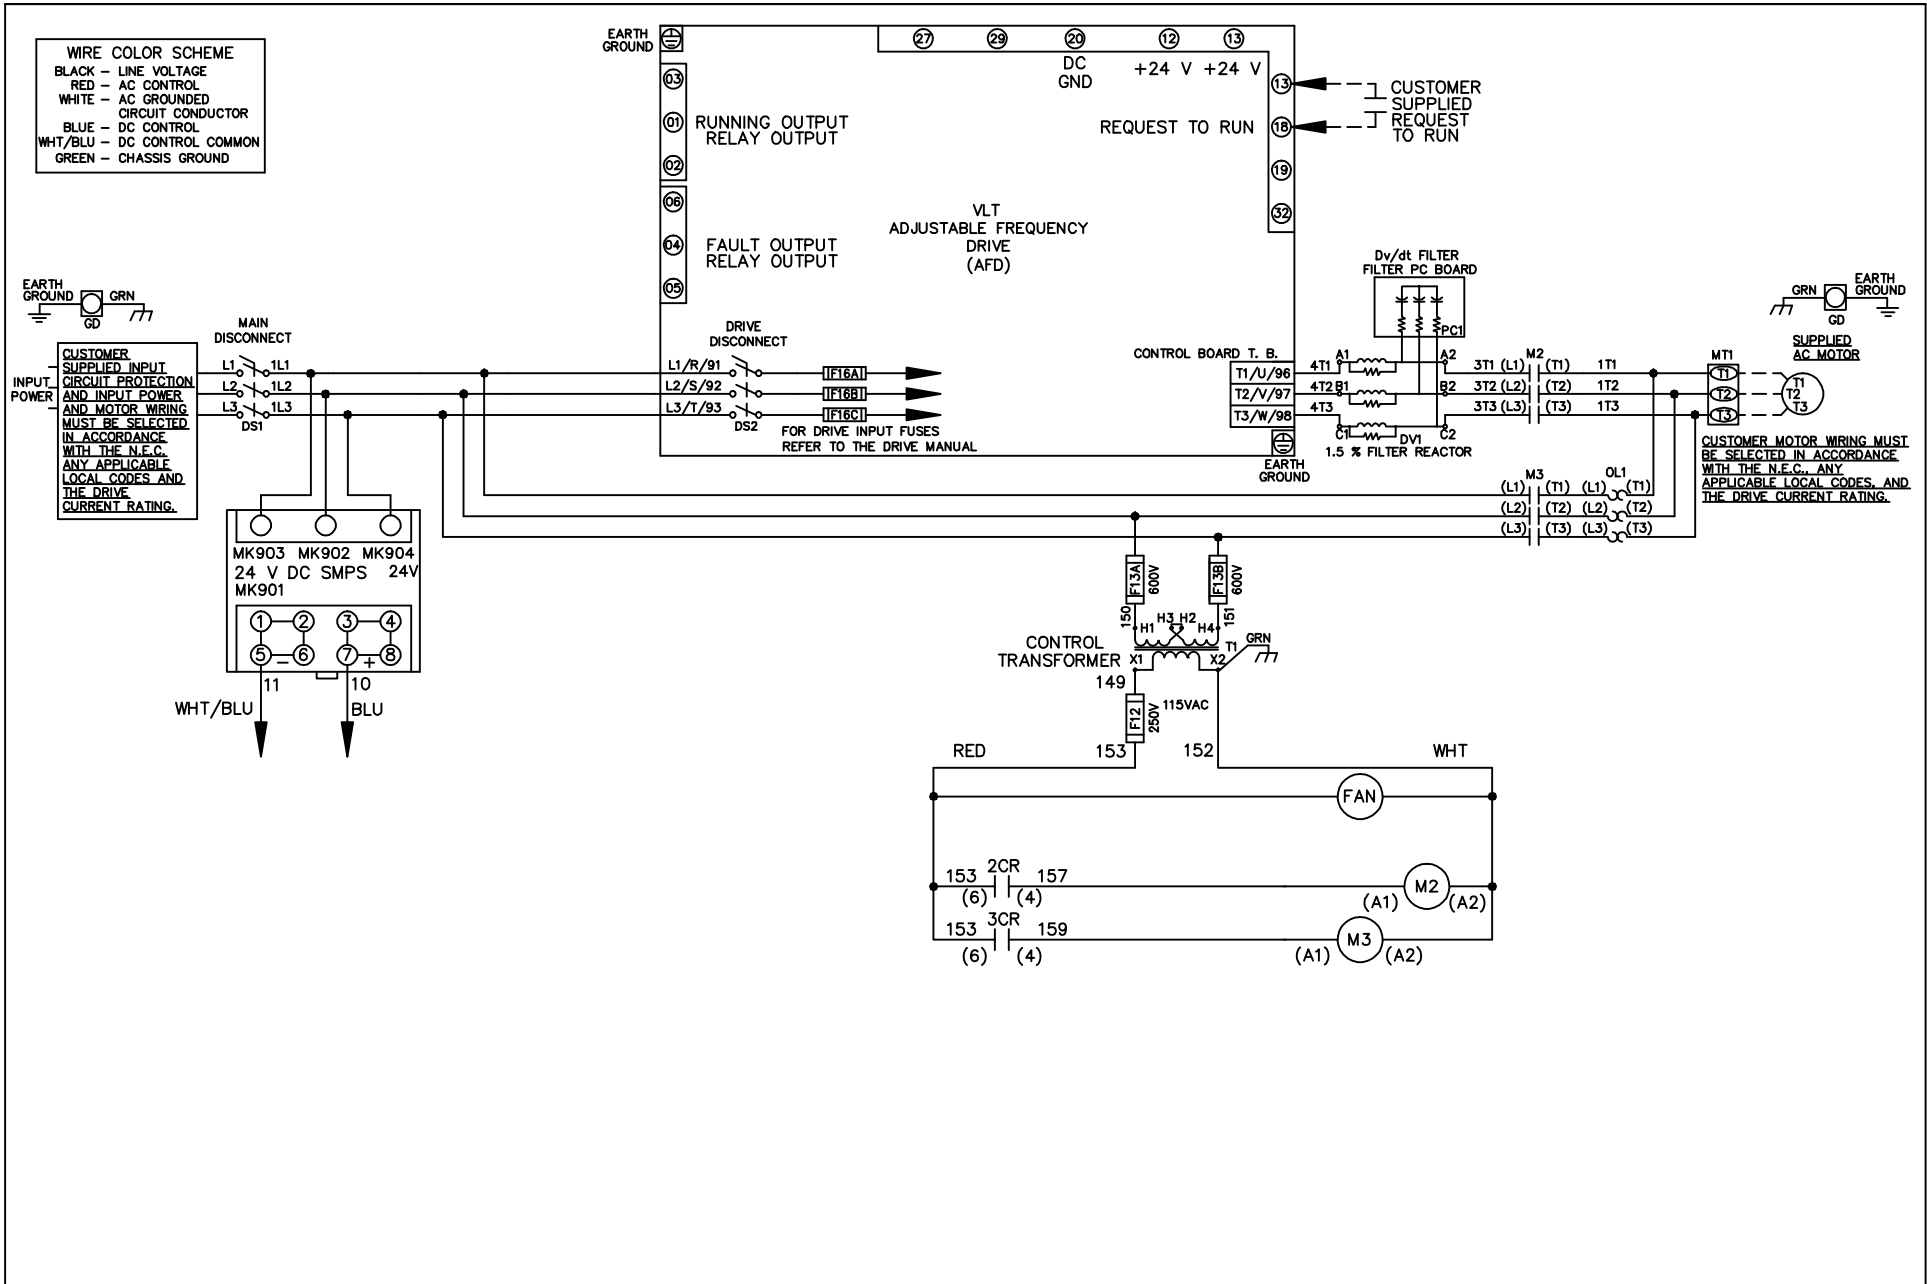 WIRE COLOR SCHEME
BLACK – LINE VOLTAGE
RED – AC CONTROL
WHITE – AC GROUNDED
CIRCUIT CONDUCTOR
BLUE – DC CONTROL
WHT/BLU – DC CONTROL COMMON
GREEN – CHASSIS GROUND
EARTH
GROUND
03
01
02
RUNNING OUTPUT
RELAY OUTPUT
06
04
05
FAULT OUTPUT
RELAY OUTPUT
27
29
20
12
13
DC
GND
+24 V
+24 V
13
18
19
32
REQUEST TO RUN
CUSTOMER
SUPPLIED
REQUEST
TO RUN
VLT
ADJUSTABLE FREQUENCY
DRIVE
(AFD)
EARTH
GROUND
GRN
GD
INPUT
POWER
CUSTOMER
SUPPLIED INPUT
CIRCUIT PROTECTION
AND INPUT POWER
AND MOTOR WIRING
MUST BE SELECTED
IN ACCORDANCE
WITH THE N.E.C.
ANY APPLICABLE
LOCAL CODES AND
THE DRIVE
CURRENT RATING.
MAIN
DISCONNECT
L1 1L1
L2 1L2
L3 1L3
DS1
DRIVE
DISCONNECT
L1/R/91
L2/S/92
L3/T/93
DS2
F16A
F16B
F16C
FOR DRIVE INPUT FUSES
REFER TO THE DRIVE MANUAL
CONTROL BOARD T. B.
T1/U/96
T2/V/97
T3/W/98
EARTH
GROUND
Dv/dt FILTER
FILTER PC BOARD
PC1
4T1 A1 A2
4T2 B1 B2
4T3 C1 C2
DV1
1.5 % FILTER REACTOR
M2
3T1 (L1) (T1) 1T1
3T2 (L2) (T2) 1T2
3T3 (L3) (T3) 1T3
MT1
T1
T2
T3
GRN
EARTH
GROUND
GD
SUPPLIED
AC MOTOR
T1
T2
T3
CUSTOMER MOTOR WIRING MUST
BE SELECTED IN ACCORDANCE
WITH THE N.E.C., ANY
APPLICABLE LOCAL CODES, AND
THE DRIVE CURRENT RATING.
M3
OL1
(L1) (T1) (L1) (T1)
(L2) (T2) (L2) (T2)
(L3) (T3) (L3) (T3)
MK903 MK902 MK904
24 V DC SMPS 24V
MK901
1 2 3 4
5 – 6 7 + 8
11
10
WHT/BLU
BLU
F13A
600V
F13B
600V
150
151
H1 H3 H2 H4
CONTROL
TRANSFORMER
X1
X2
T1
GRN
149
F12
250V
115VAC
RED
153
152
WHT
FAN
153 2CR 157
(6) (4)
M2
(A1) (A2)
153 3CR 159
(6) (4)
M3
(A1) (A2)